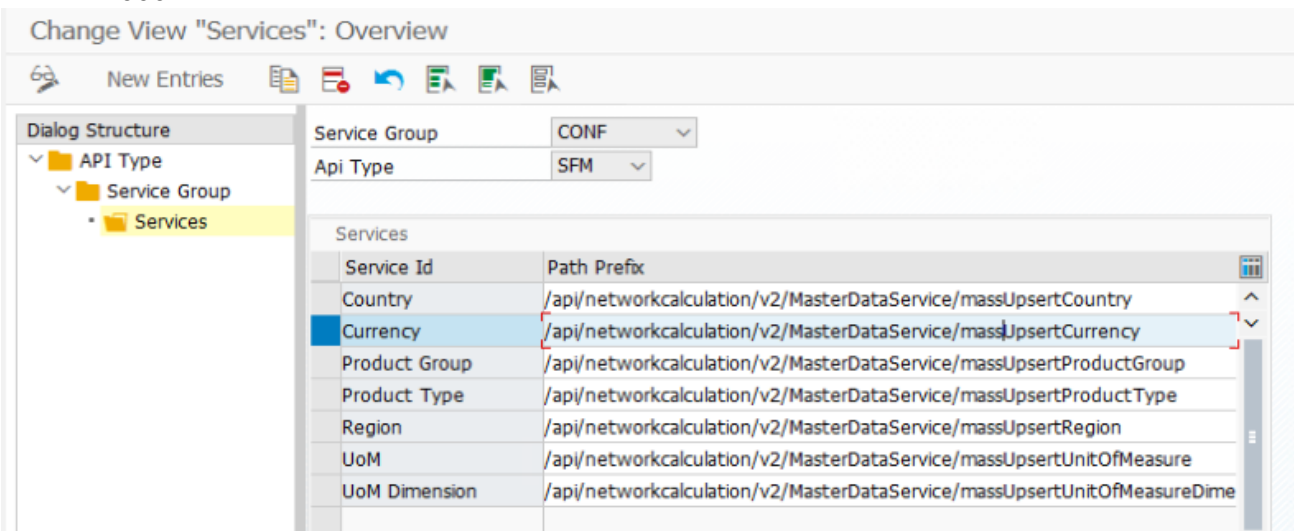 Change View "Services": Overview
New Entries
Dialog Structure
API Type
Service Group
Services
Service Group CONF
Api Type SFM
Services
Service Id Path Prefix
Country /api/networkcalculation/v2/MasterDataService/massUpsertCountry
Currency /api/networkcalculation/v2/MasterDataService/massUpsertCurrency
Product Group /api/networkcalculation/v2/MasterDataService/massUpsertProductGroup
Product Type /api/networkcalculation/v2/MasterDataService/massUpsertProductType
Region /api/networkcalculation/v2/MasterDataService/massUpsertRegion
UoM /api/networkcalculation/v2/MasterDataService/massUpsertUnitOfMeasure
UoM Dimension /api/networkcalculation/v2/MasterDataService/massUpsertUnitOfMeasureDime